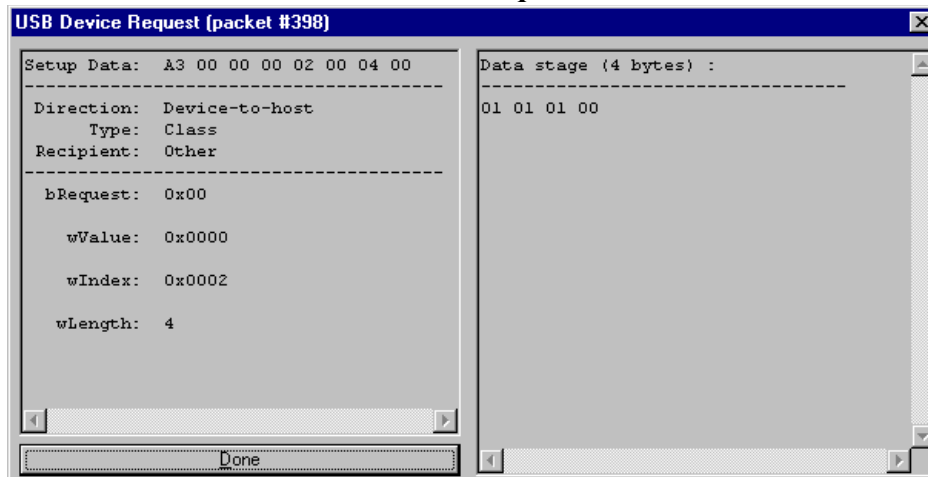 USB Device Request (packet #398)
Setup Data: A3 00 00 00 02 00 04 00
----------------------------------------
Direction: Device-to-host
Type: Class
Recipient: Other
----------------------------------------
bRequest: 0x00
wValue: 0x0000
wIndex: 0x0002
wLength: 4
Done
Data stage (4 bytes) :
-----------------------------------
01 01 01 00